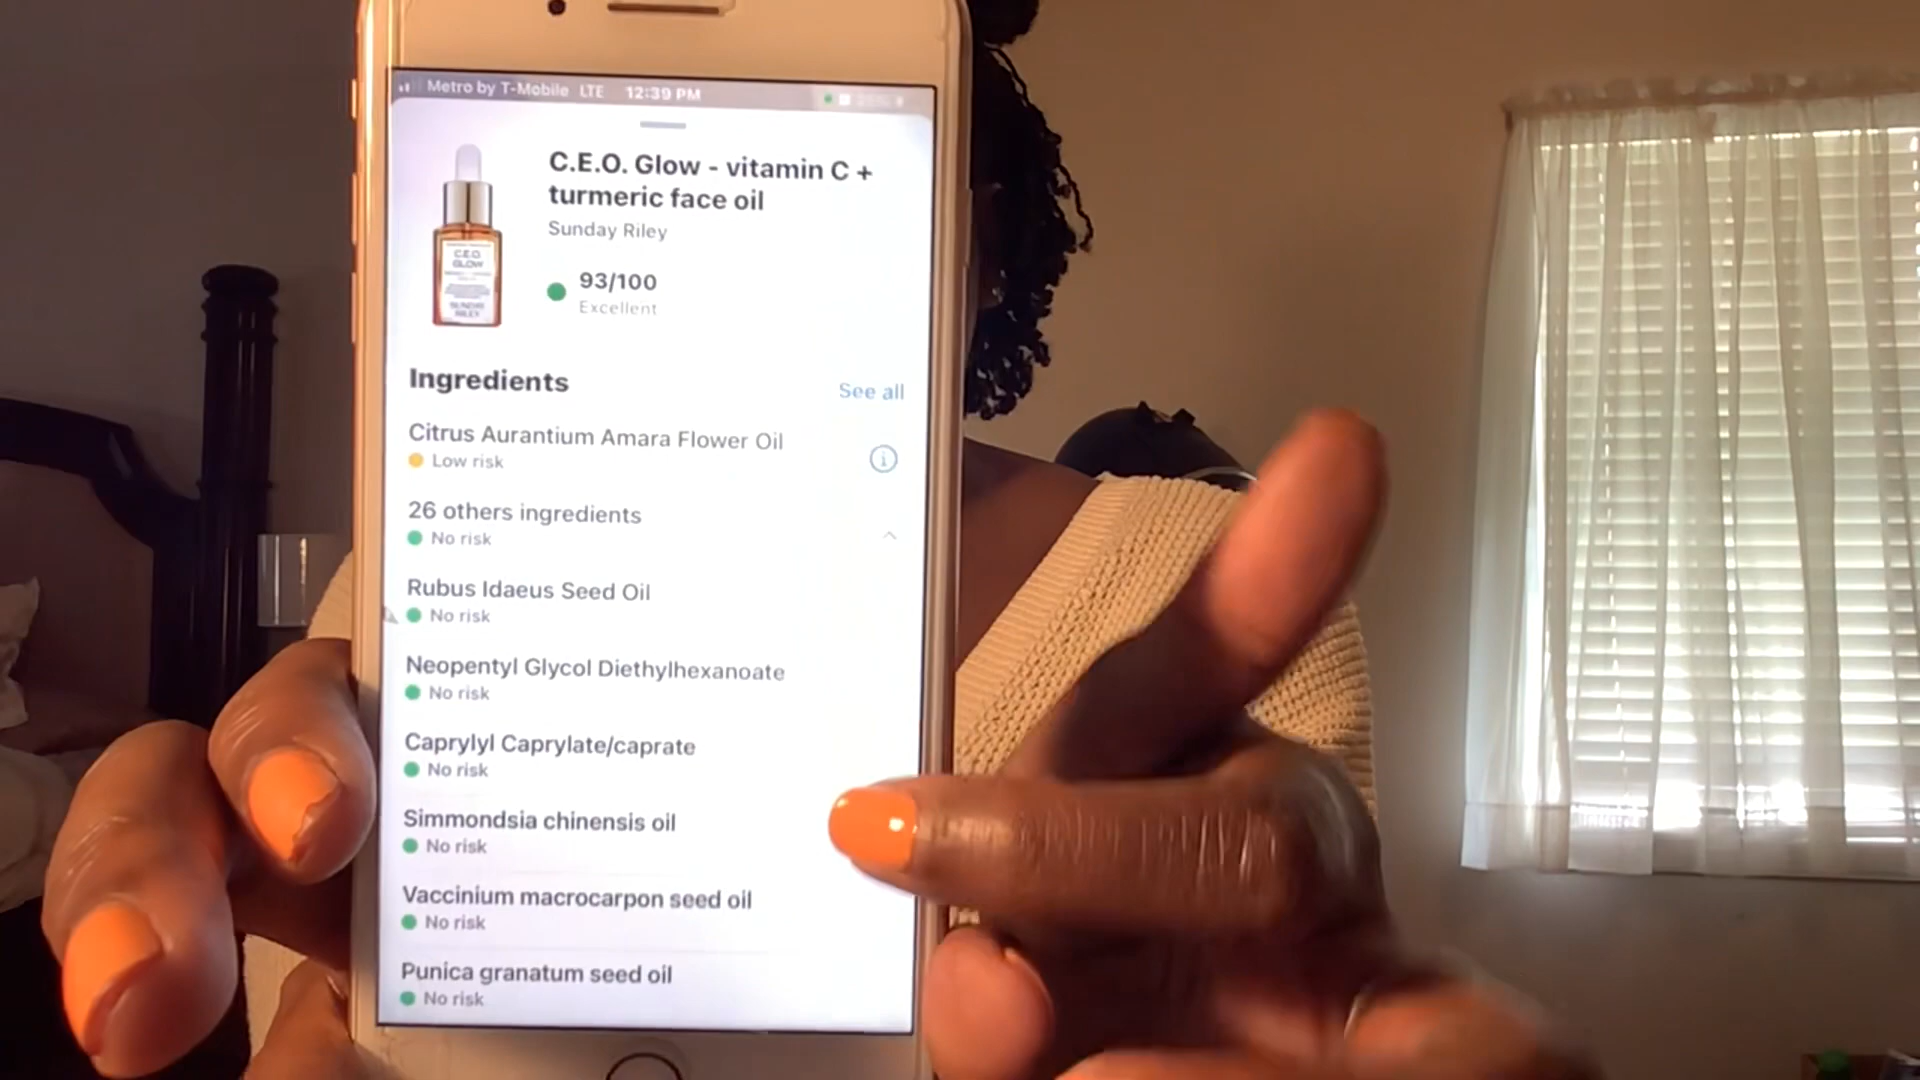 Metro by T-Mobile LTE 12:39 PM
C.E.O. Glow - vitamin C +
turmeric face oil
Sunday Riley
93/100
Excellent
C.E.O.
GLOW
SUNDAY
RILEY
Ingredients
See all
Citrus Aurantium Amara Flower Oil
Low risk
26 others ingredients
No risk
Rubus Idaeus Seed Oil
No risk
Neopentyl Glycol Diethylhexanoate
No risk
Caprylyl Caprylate/caprate
No risk
Simmondsia chinensis oil
No risk
Vaccinium macrocarpon seed oil
No risk
Punica granatum seed oil
No risk